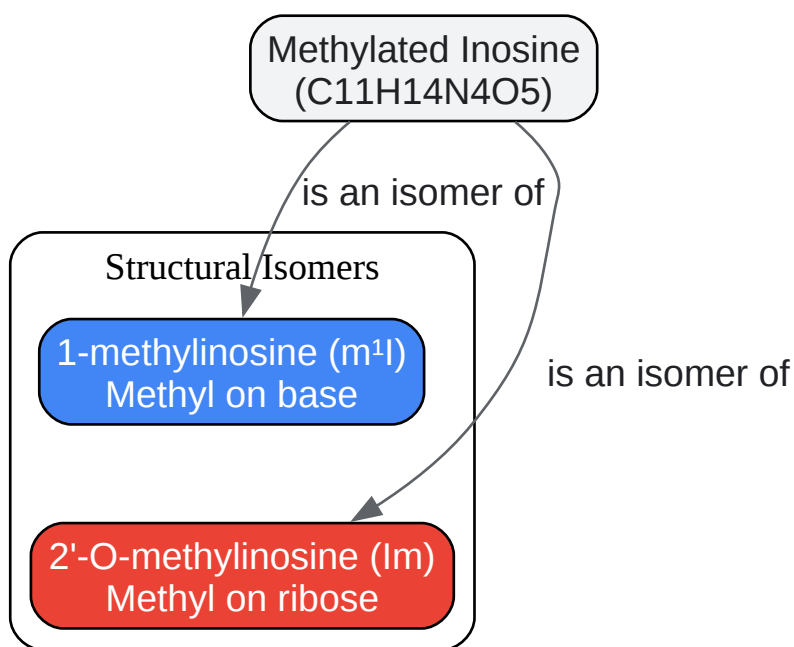 Methylated Inosine
(C11H14N4O5)
is an isomer of
Structural Isomers
1-methylinosine (m¹I)
Methyl on base
is an isomer of
2'-O-methylinosine (Im)
Methyl on ribose